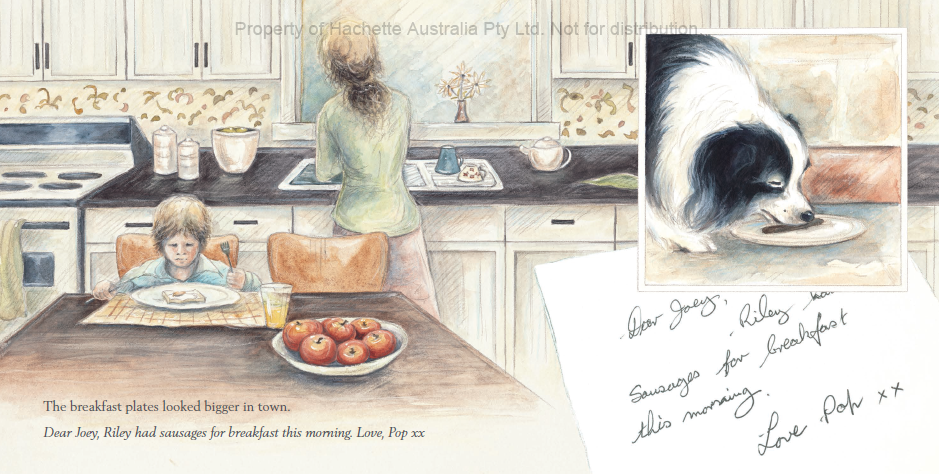 Property of Hachette Australia Pty Ltd. Not for distribution
Dear Joey,
Riley
Sausages for breakfast
this morning.
Love Pop xx
The breakfast plates looked bigger in town.
Dear Joey, Riley had sausages for breakfast this morning. Love, Pop xx